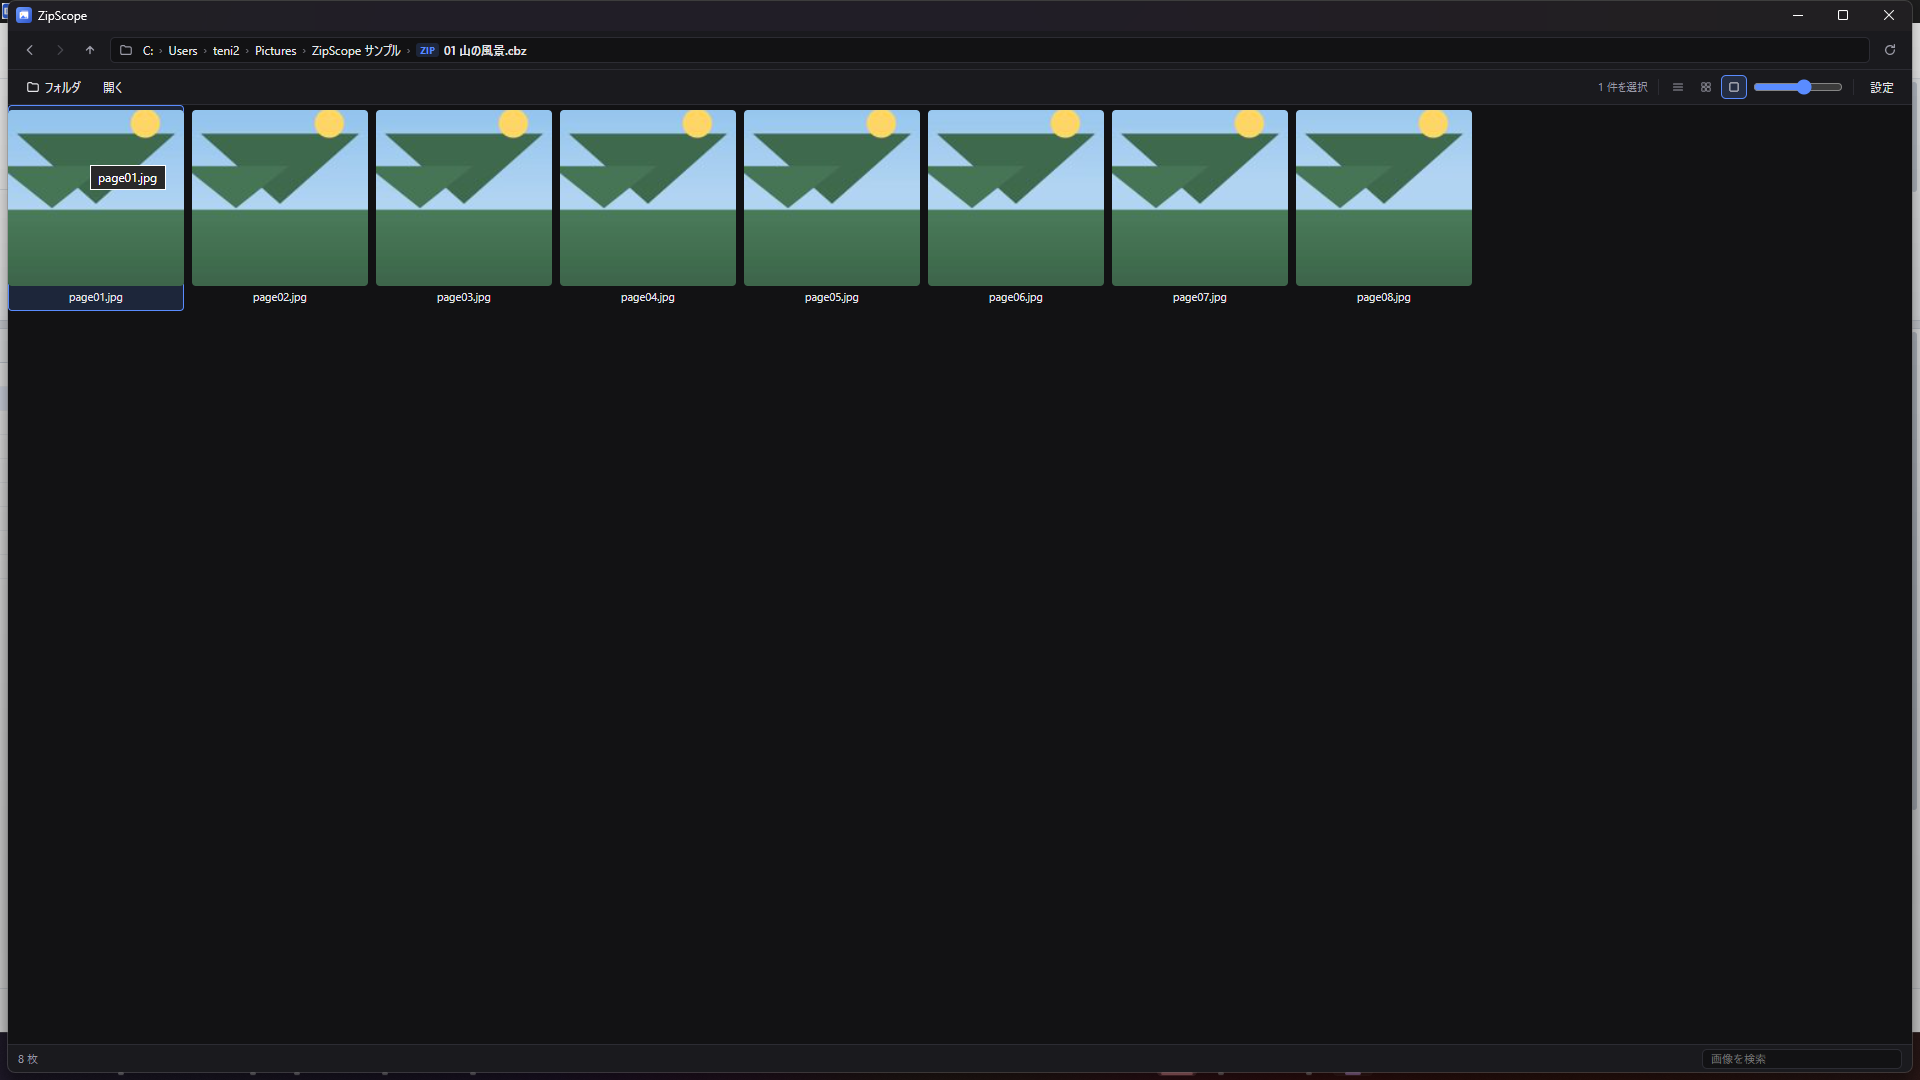 ZipScope
C: › Users › teni2 › Pictures › ZipScope サンプル › ZIP 01 山の風景.cbz
フォルダ 開く 1 件を選択 設定
page01.jpg
page01.jpg page02.jpg page03.jpg page04.jpg page05.jpg page06.jpg page07.jpg page08.jpg
8 枚 画像を検索